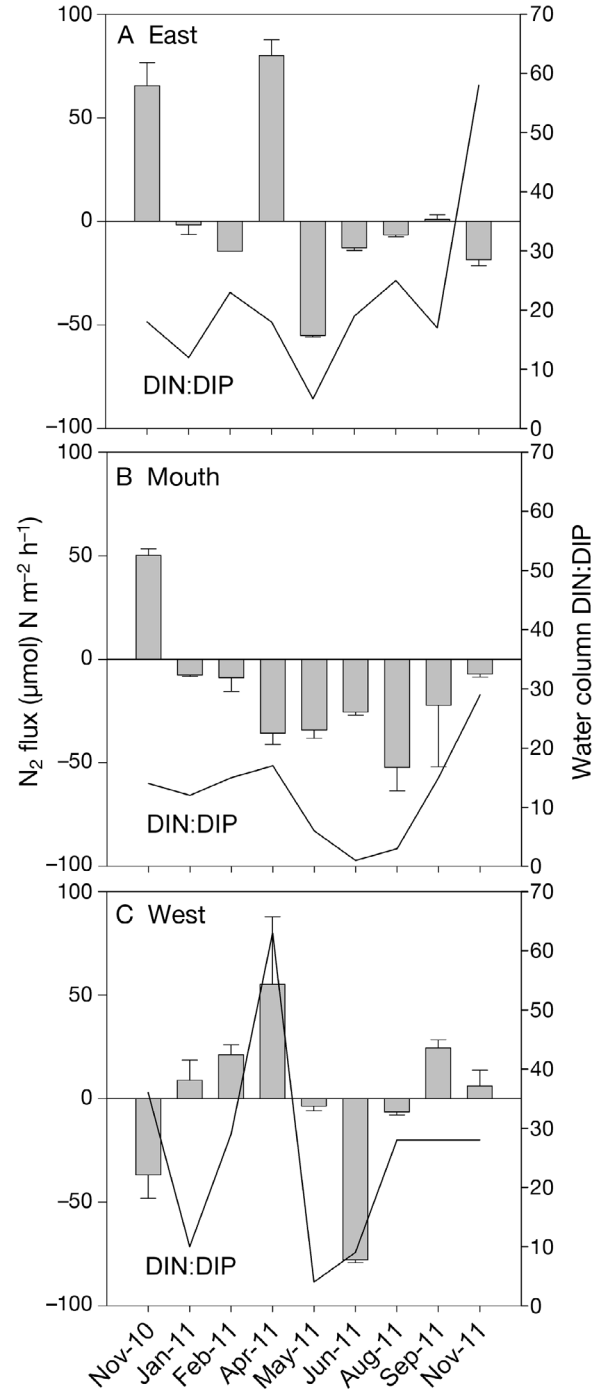 A East
100
50
0
−50
−100
70
60
50
40
30
20
10
0
DIN:DIP
B Mouth
100
50
0
−50
−100
70
60
50
40
30
20
10
0
DIN:DIP
N₂ flux (µmol) N m⁻² h⁻¹
Water column DIN:DIP
C West
100
50
0
−50
−100
70
60
50
40
30
20
10
0
DIN:DIP
Nov-10
Jan-11
Feb-11
Apr-11
May-11
Jun-11
Aug-11
Sep-11
Nov-11